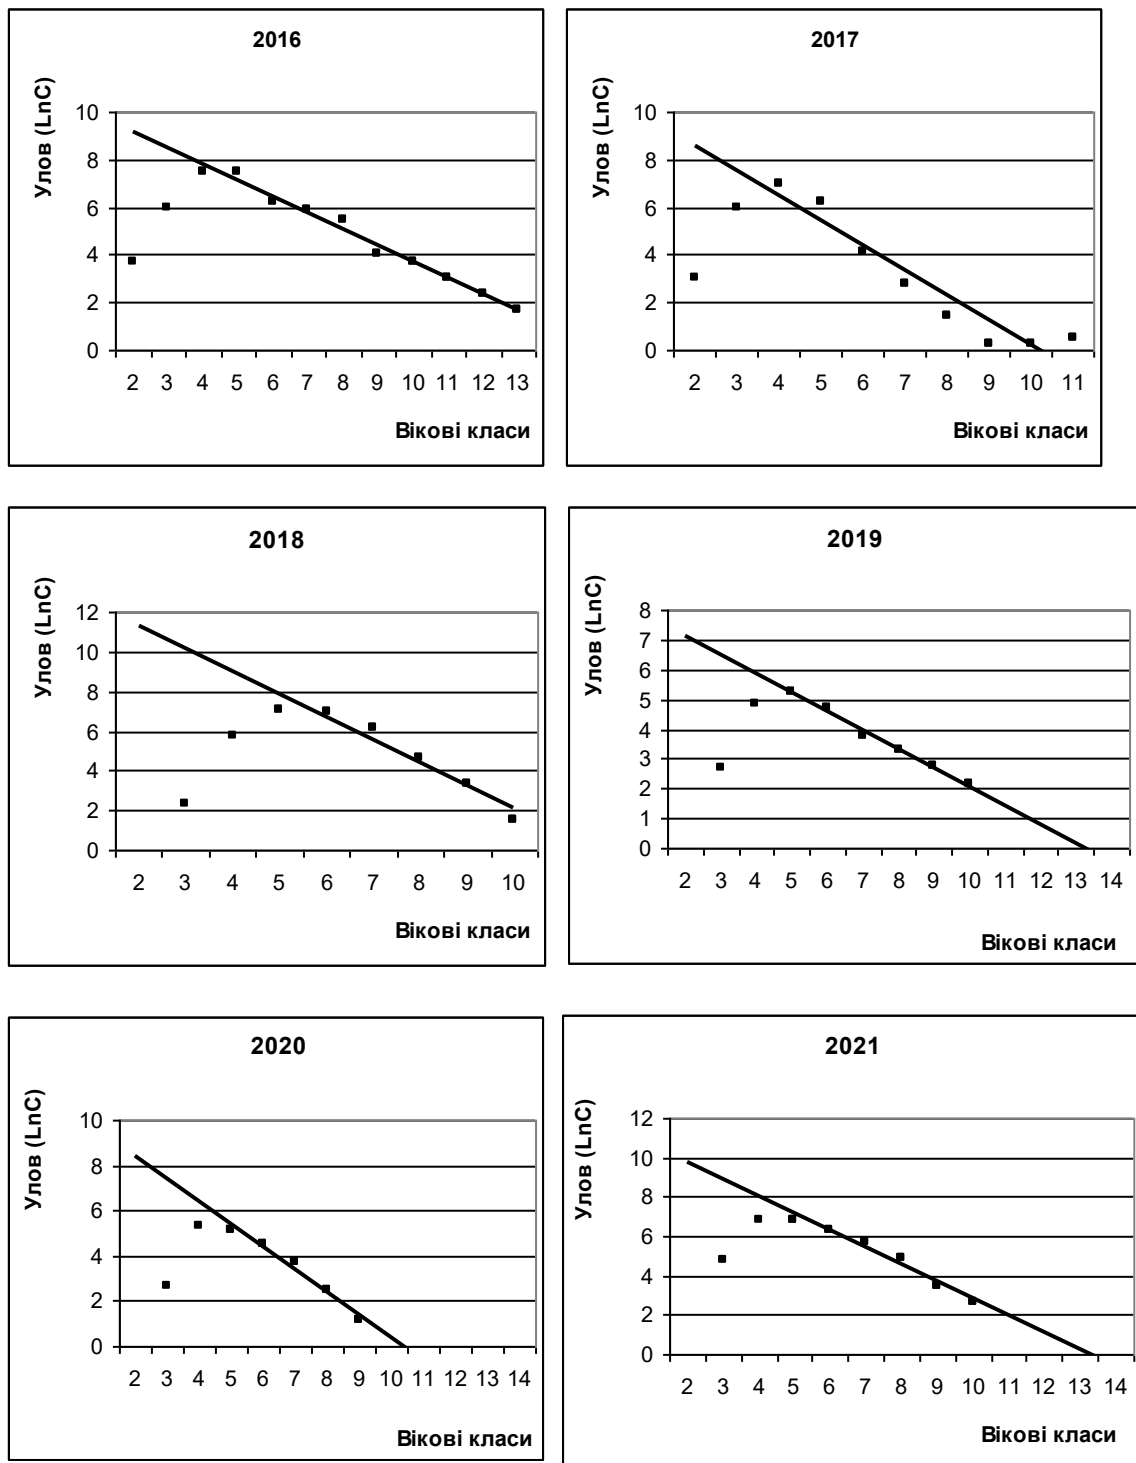 2016
Улов (LnC)
10
8
6
4
2
0
2 3 4 5 6 7 8 9 10 11 12 13
Вікові класи
2017
Улов (LnC)
10
8
6
4
2
0
2 3 4 5 6 7 8 9 10 11
Вікові класи
2018
Улов (LnC)
12
10
8
6
4
2
0
2 3 4 5 6 7 8 9 10
Вікові класи
2019
Улов (LnC)
8
7
6
5
4
3
2
1
0
2 3 4 5 6 7 8 9 10 11 12 13 14
Вікові класи
2020
Улов (LnC)
10
8
6
4
2
0
2 3 4 5 6 7 8 9 10 11 12 13 14
Вікові класи
2021
Улов (LnC)
12
10
8
6
4
2
0
2 3 4 5 6 7 8 9 10 11 12 13 14
Вікові класи